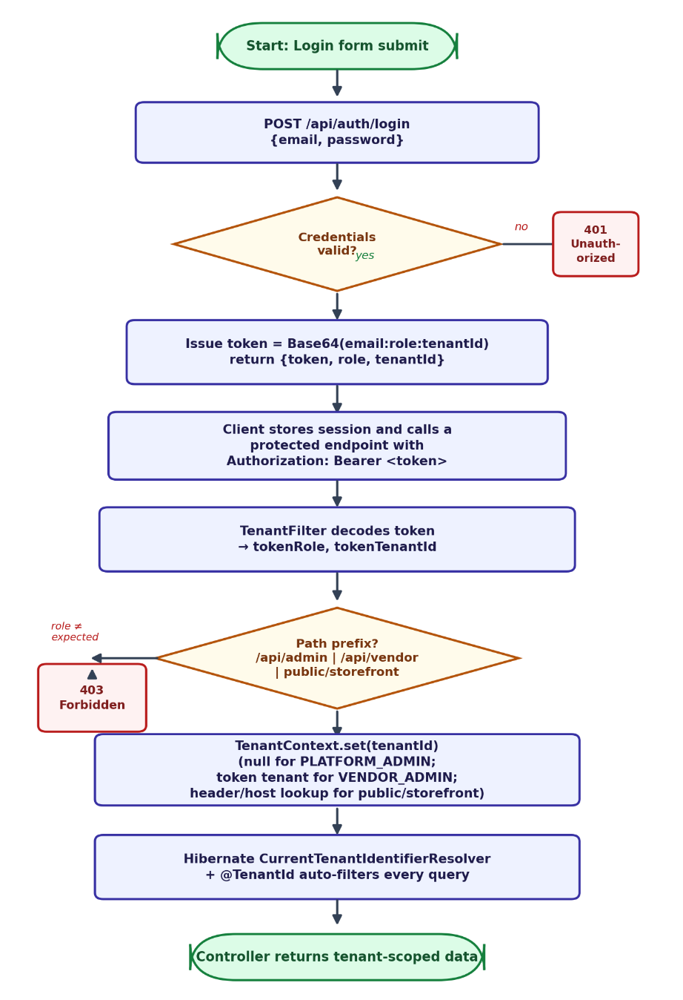 Start: Login form submit
POST /api/auth/login
{email, password}
Credentials
valid?
yes
no
401
Unauth-
orized
Issue token = Base64(email:role:tenantId)
return {token, role, tenantId}
Client stores session and calls a
protected endpoint with
Authorization: Bearer <token>
TenantFilter decodes token
→ tokenRole, tokenTenantId
role ≠
expected
Path prefix?
/api/admin | /api/vendor
| public/storefront
403
Forbidden
TenantContext.set(tenantId)
(null for PLATFORM_ADMIN;
token tenant for VENDOR_ADMIN;
header/host lookup for public/storefront)
Hibernate CurrentTenantIdentifierResolver
+ @TenantId auto-filters every query
Controller returns tenant-scoped data